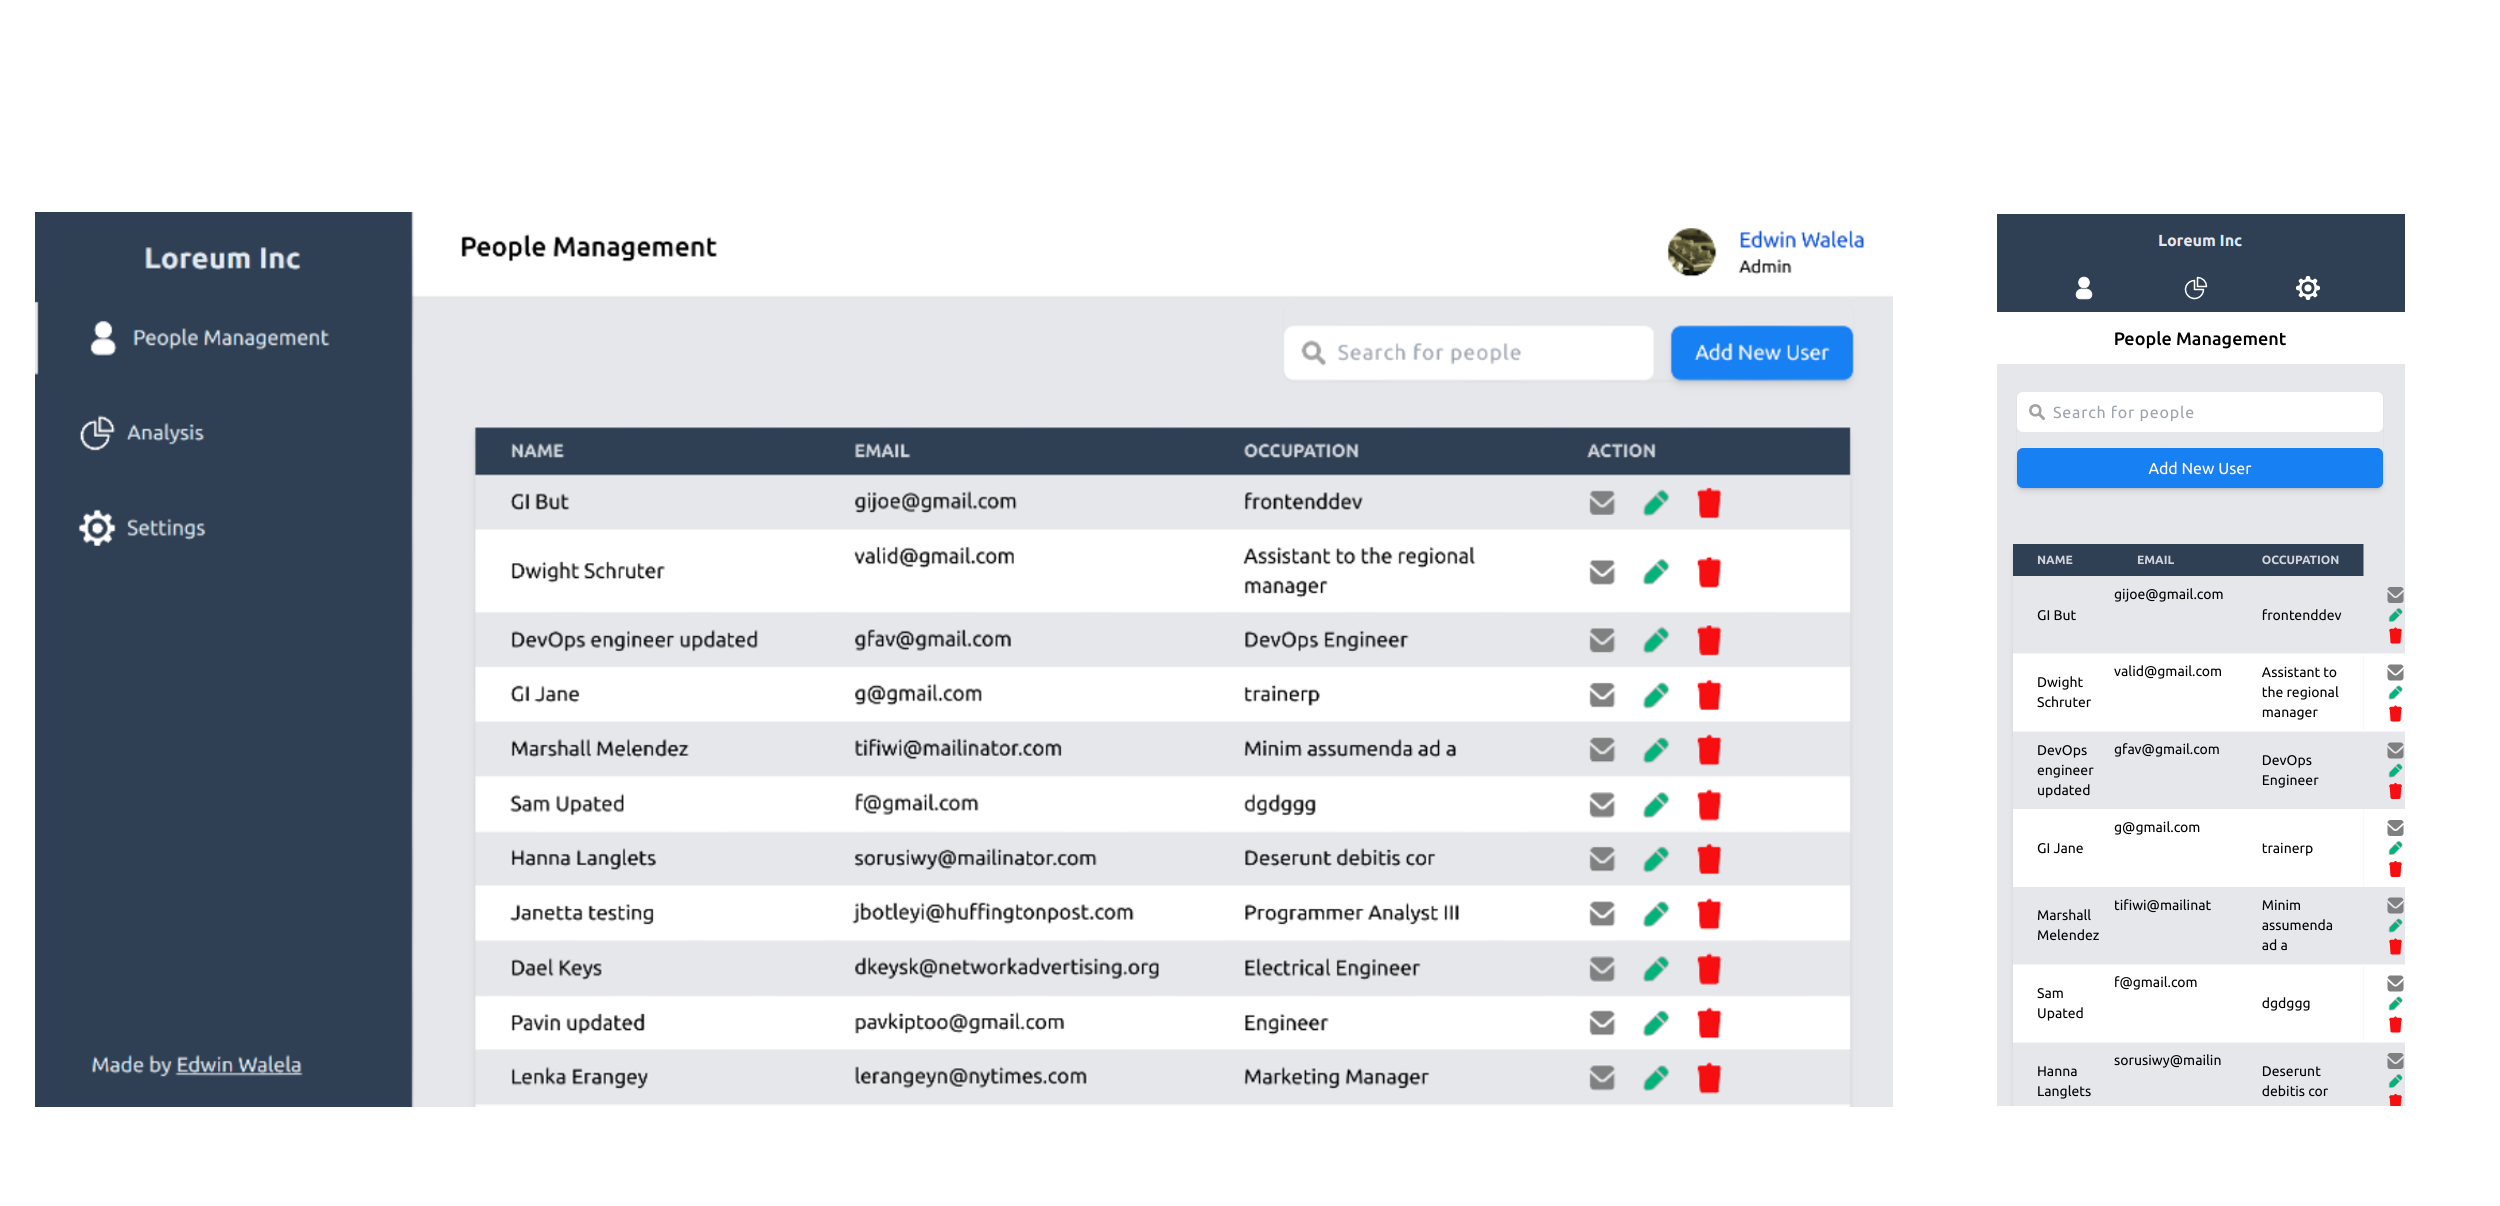 Loreum Inc
People Management
Analysis
Settings
Made by Edwin Walela
People Management
Edwin Walela
Admin
Search for people
Add New User
NAME EMAIL OCCUPATION ACTION
GI But gijoe@gmail.com frontenddev
Dwight Schruter valid@gmail.com Assistant to the regional
manager
DevOps engineer updated gfav@gmail.com DevOps Engineer
GI Jane g@gmail.com trainerp
Marshall Melendez tifiwi@mailinator.com Minim assumenda ad a
Sam Upated f@gmail.com dgdggg
Hanna Langlets sorusiwy@mailinator.com Deserunt debitis cor
Janetta testing jbotleyi@huffingtonpost.com Programmer Analyst III
Dael Keys dkeysk@networkadvertising.org Electrical Engineer
Pavin updated pavkiptoo@gmail.com Engineer
Lenka Erangey lerangeyn@nytimes.com Marketing Manager
Loreum Inc
People Management
Search for people
Add New User
NAME EMAIL OCCUPATION
gijoe@gmail.com
GI But frontenddev
valid@gmail.com Assistant to
Dwight the regional
Schruter manager
DevOps gfav@gmail.com DevOps
engineer Engineer
updated
g@gmail.com
GI Jane trainerp
tifiwi@mailinat Minim
Marshall assumenda
Melendez ad a
f@gmail.com
Sam dgdggg
Upated
sorusiwy@mailin
Hanna Deserunt
Langlets debitis cor